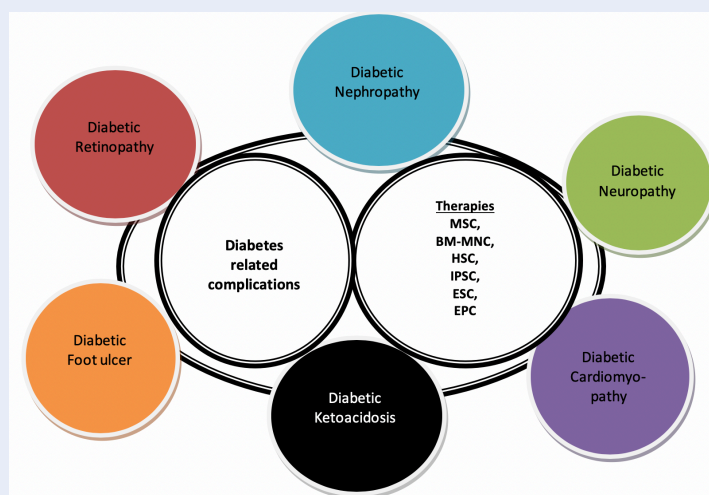 Diabetic
Nephropathy
Diabetic
Retinopathy
Diabetic
Neuropathy
Diabetes
related
complications
Therapies
MSC,
BM-MNC,
HSC,
IPSC,
ESC,
EPC
Diabetic
Foot ulcer
Diabetic
Ketoacidosis
Diabetic
Cardiomyo-
pathy